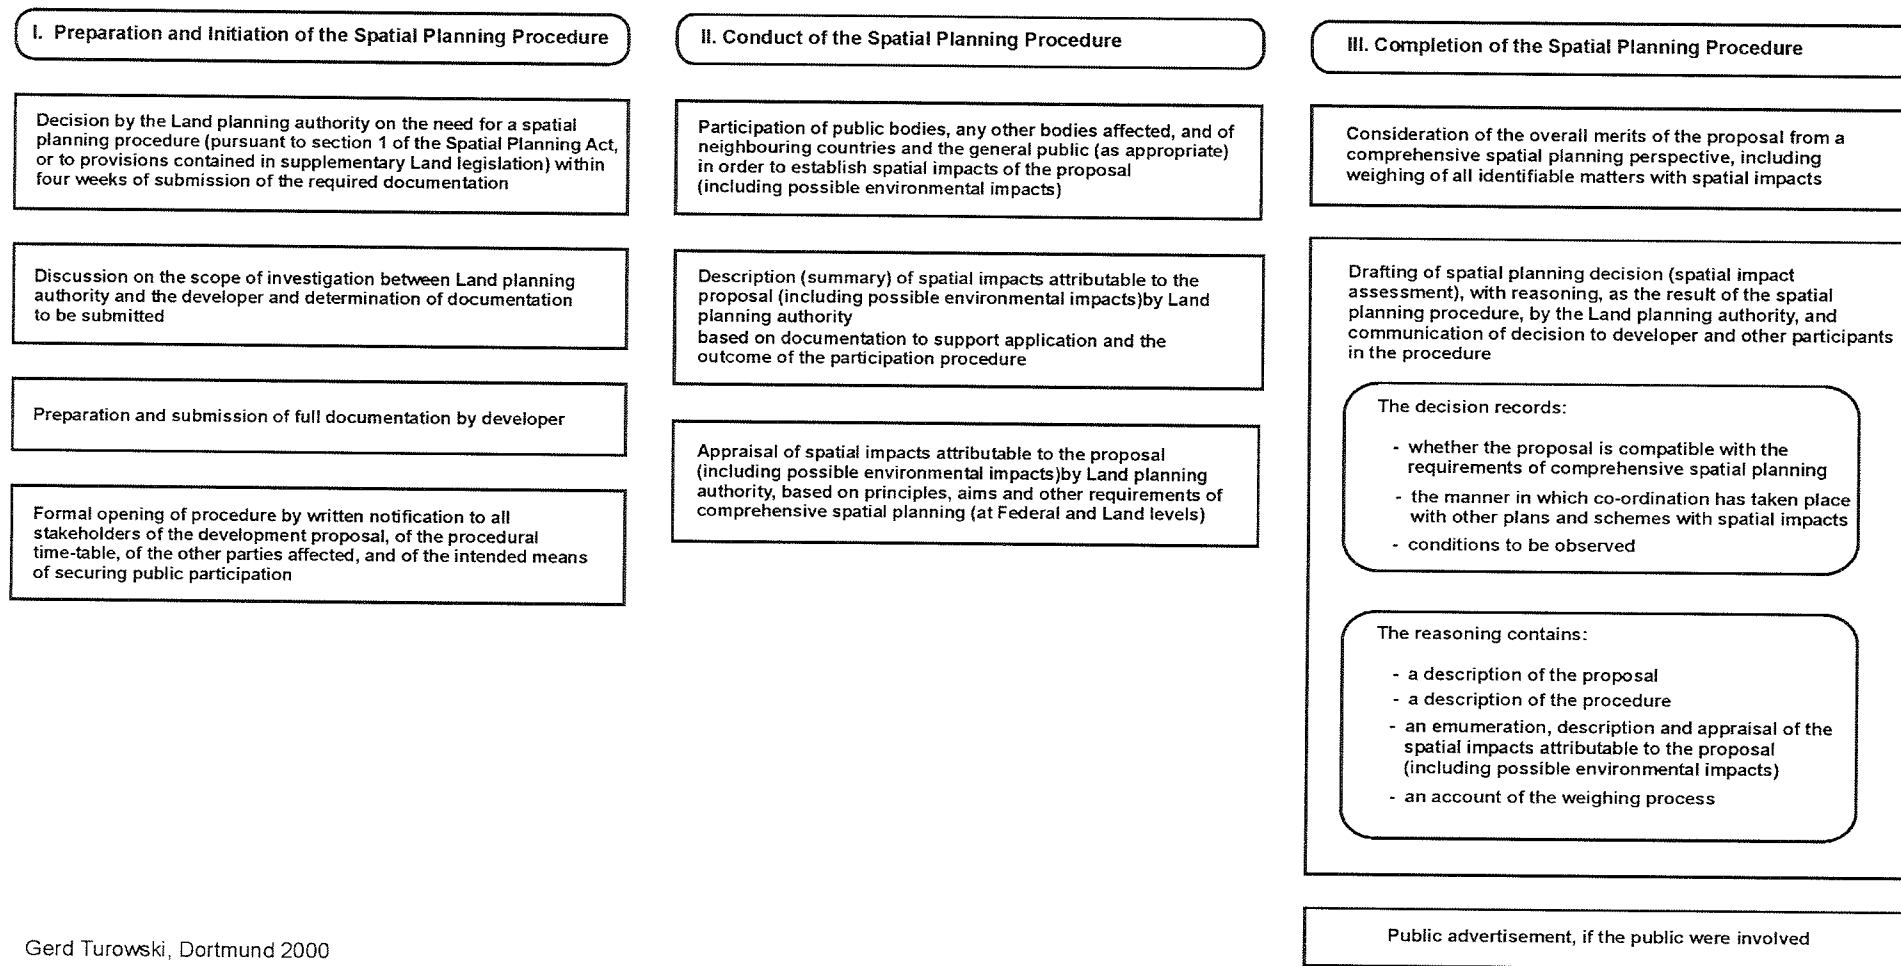 I. Preparation and Initiation of the Spatial Planning Procedure
Decision by the Land planning authority on the need for a spatial
planning procedure (pursuant to section 1 of the Spatial Planning Act,
or to provisions contained in supplementary Land legislation) within
four weeks of submission of the required documentation
Discussion on the scope of investigation between Land planning
authority and the developer and determination of documentation
to be submitted
Preparation and submission of full documentation by developer
Formal opening of procedure by written notification to all
stakeholders of the development proposal, of the procedural
time-table, of the other parties affected, and of the intended means
of securing public participation
II. Conduct of the Spatial Planning Procedure
Participation of public bodies, any other bodies affected, and of
neighbouring countries and the general public (as appropriate)
in order to establish spatial impacts of the proposal
(including possible environmental impacts)
Description (summary) of spatial impacts attributable to the
proposal (including possible environmental impacts)by Land
planning authority
based on documentation to support application and the
outcome of the participation procedure
Appraisal of spatial impacts attributable to the proposal
(including possible environmental impacts)by Land planning
authority, based on principles, aims and other requirements of
comprehensive spatial planning (at Federal and Land levels)
III. Completion of the Spatial Planning Procedure
Consideration of the overall merits of the proposal from a
comprehensive spatial planning perspective, including
weighing of all identifiable matters with spatial impacts
Drafting of spatial planning decision (spatial impact
assessment), with reasoning, as the result of the spatial
planning procedure, by the Land planning authority, and
communication of decision to developer and other participants
in the procedure
The decision records:
- whether the proposal is compatible with the
requirements of comprehensive spatial planning
- the manner in which co-ordination has taken place
with other plans and schemes with spatial impacts
- conditions to be observed
The reasoning contains:
- a description of the proposal
- a description of the procedure
- an emumeration, description and appraisal of the
spatial impacts attributable to the proposal
(including possible environmental impacts)
- an account of the weighing process
Public advertisement, if the public were involved
Gerd Turowski, Dortmund 2000